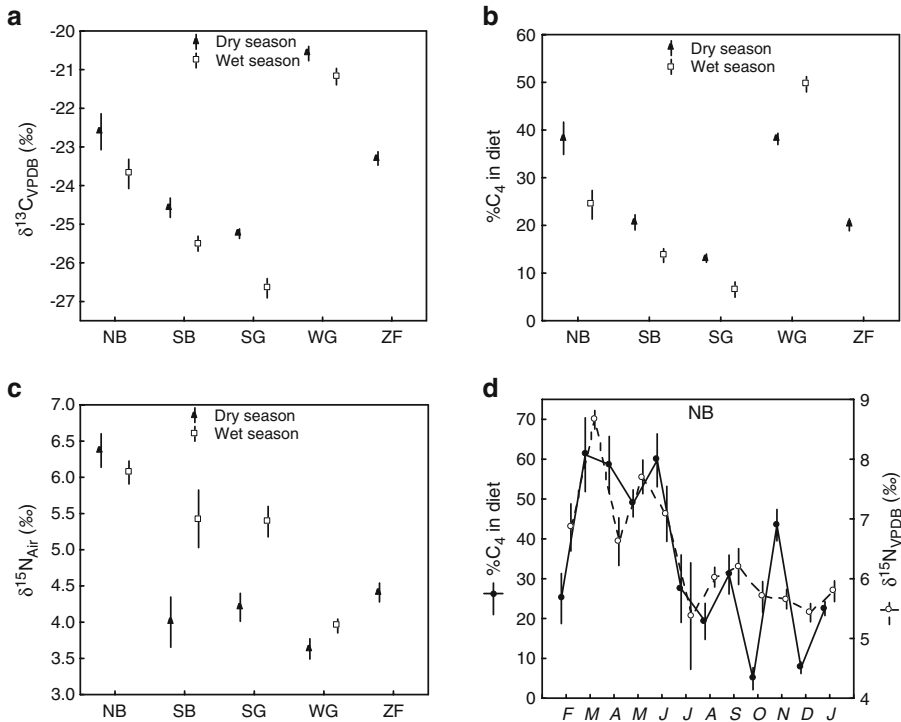 a
-20
-21
-22
-23
-24
-25
-26
-27
δ¹³C_VPDB (‰)
Dry season
Wet season
NB SB SG WG ZF
b
60
50
40
30
20
10
0
%C₄ in diet
Dry season
Wet season
NB SB SG WG ZF
c
7.0
6.5
6.0
5.5
5.0
4.5
4.0
3.5
3.0
δ¹⁵N_Air (‰)
Dry season
Wet season
NB SB SG WG ZF
d
NB
70
60
50
40
30
20
10
0
%C₄ in diet
9
8
7
6
5
4
δ¹⁵N_VPDB (‰)
F M A M J J A S O N D J